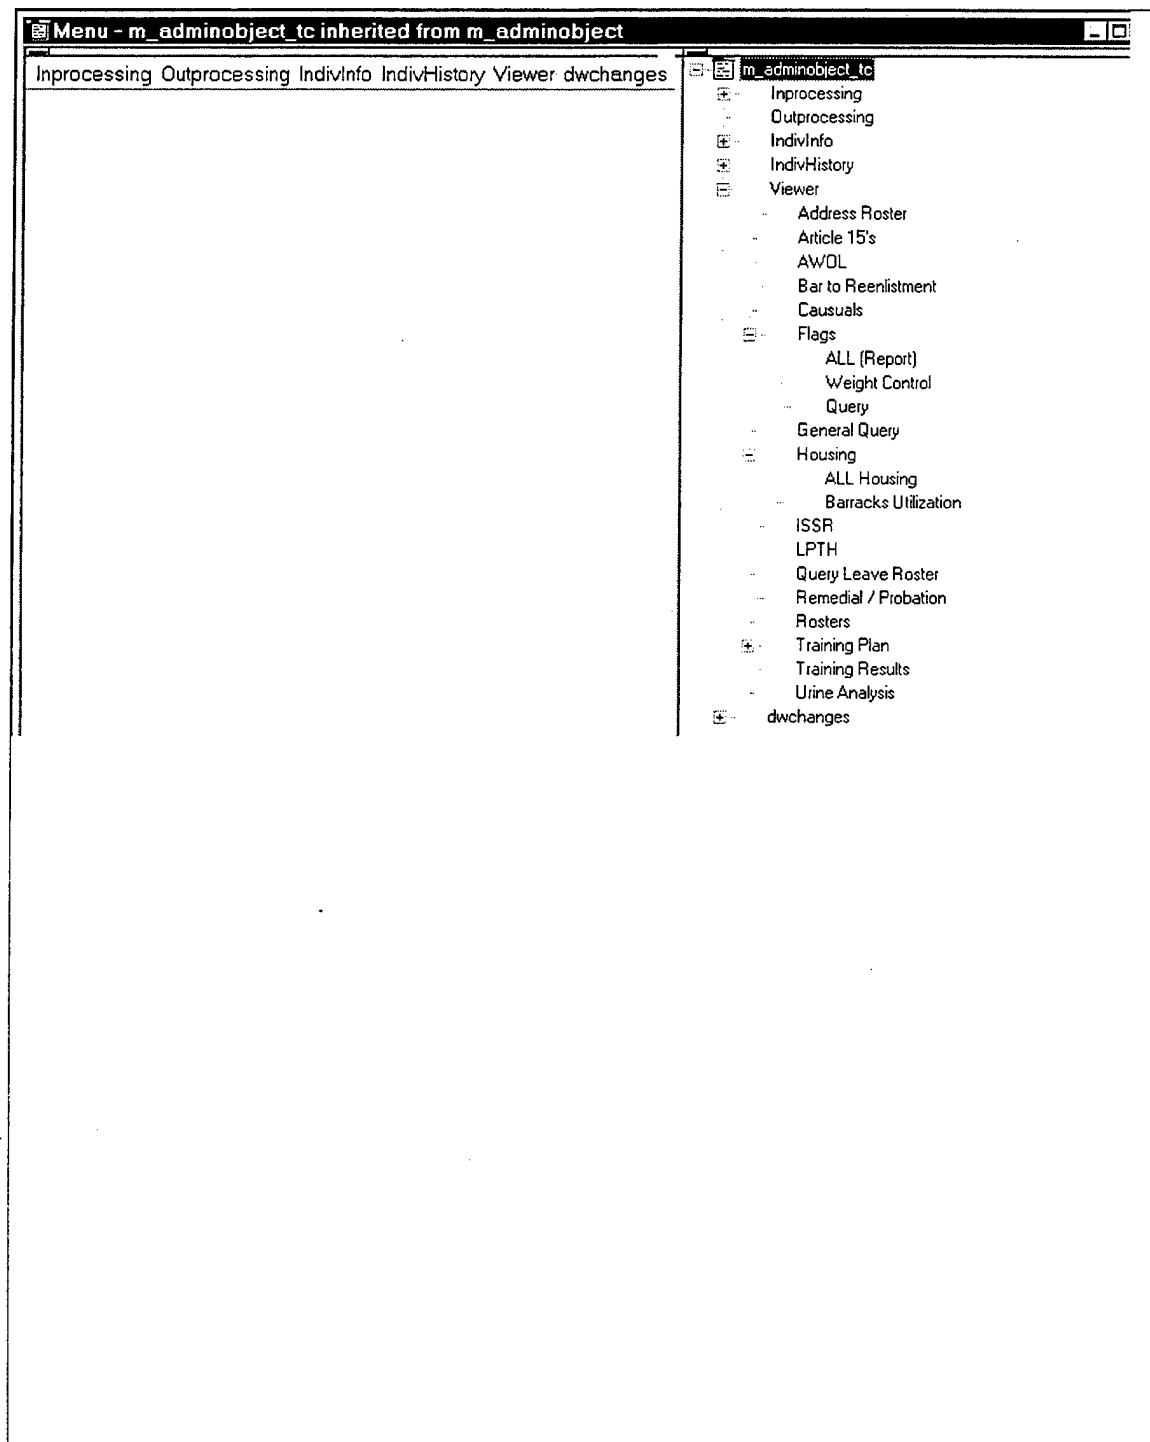 Menu - m_adminobject_tc inherited from m_adminobject
Inprocessing Outprocessing IndivInfo IndivHistory Viewer dwchanges
m_adminobject_tc
Inprocessing
Outprocessing
IndivInfo
IndivHistory
Viewer
Address Roster
Article 15's
AWOL
Bar to Reenlistment
Causuals
Flags
ALL (Report)
Weight Control
Query
General Query
Housing
ALL Housing
Barracks Utilization
ISSR
LPTH
Query Leave Roster
Remedial / Probation
Rosters
Training Plan
Training Results
Urine Analysis
dwchanges